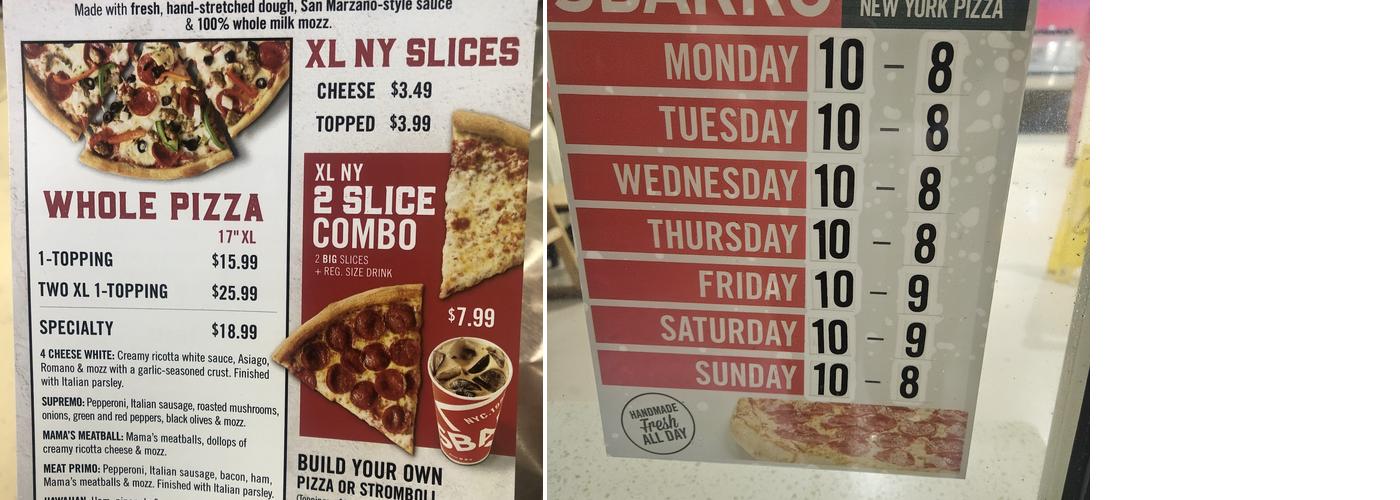 Made with fresh, hand-stretched dough, San Marzano-style sauce
& 100% whole milk mozz.
WHOLE PIZZA
17" XL
1-TOPPING $15.99
TWO XL 1-TOPPING $25.99
SPECIALTY $18.99
4 CHEESE WHITE: Creamy ricotta white sauce, Asiago,
Romano & mozz with a garlic-seasoned crust. Finished
with Italian parsley.
SUPREMO: Pepperoni, Italian sausage, roasted mushrooms,
onions, green and red peppers, black olives & mozz.
MAMA'S MEATBALL: Mama's meatballs, dollops of
creamy ricotta cheese & mozz.
MEAT PRIMO: Pepperoni, Italian sausage, bacon, ham,
Mama's meatballs & mozz. Finished with Italian parsley.
XL NY SLICES
CHEESE $3.49
TOPPED $3.99
XL NY
2 SLICE
COMBO
2 BIG SLICES
+ REG. SIZE DRINK
$7.99
NYC.
SBA
BUILD YOUR OWN
PIZZA OR STROMBOLI
SBARRO NEW YORK PIZZA
MONDAY 10 – 8
TUESDAY 10 – 8
WEDNESDAY 10 – 8
THURSDAY 10 – 8
FRIDAY 10 – 9
SATURDAY 10 – 9
SUNDAY 10 – 8
HANDMADE
Fresh
ALL DAY